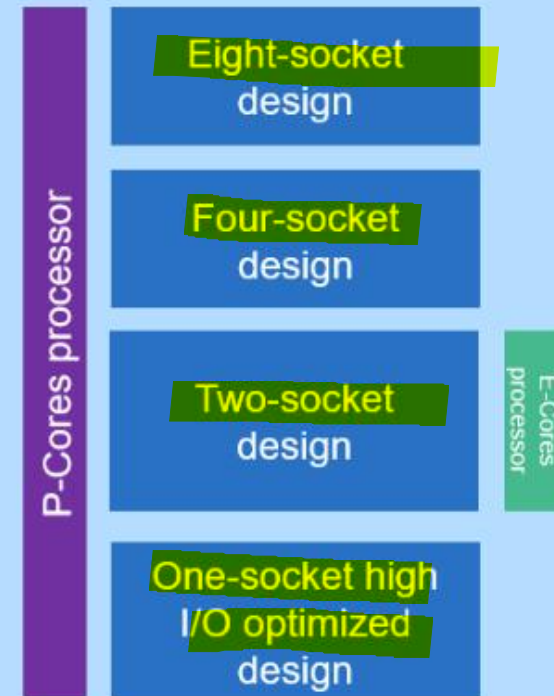 P-Cores processor
Eight-socket
design
Four-socket
design
Two-socket
design
One-socket high
I/O optimized
design
E-Cores
processor